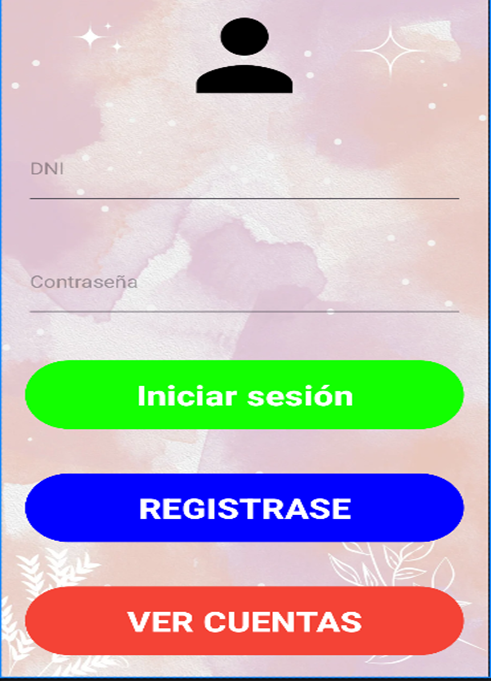 DNI
Contraseña
Iniciar sesión
REGISTRASE
VER CUENTAS